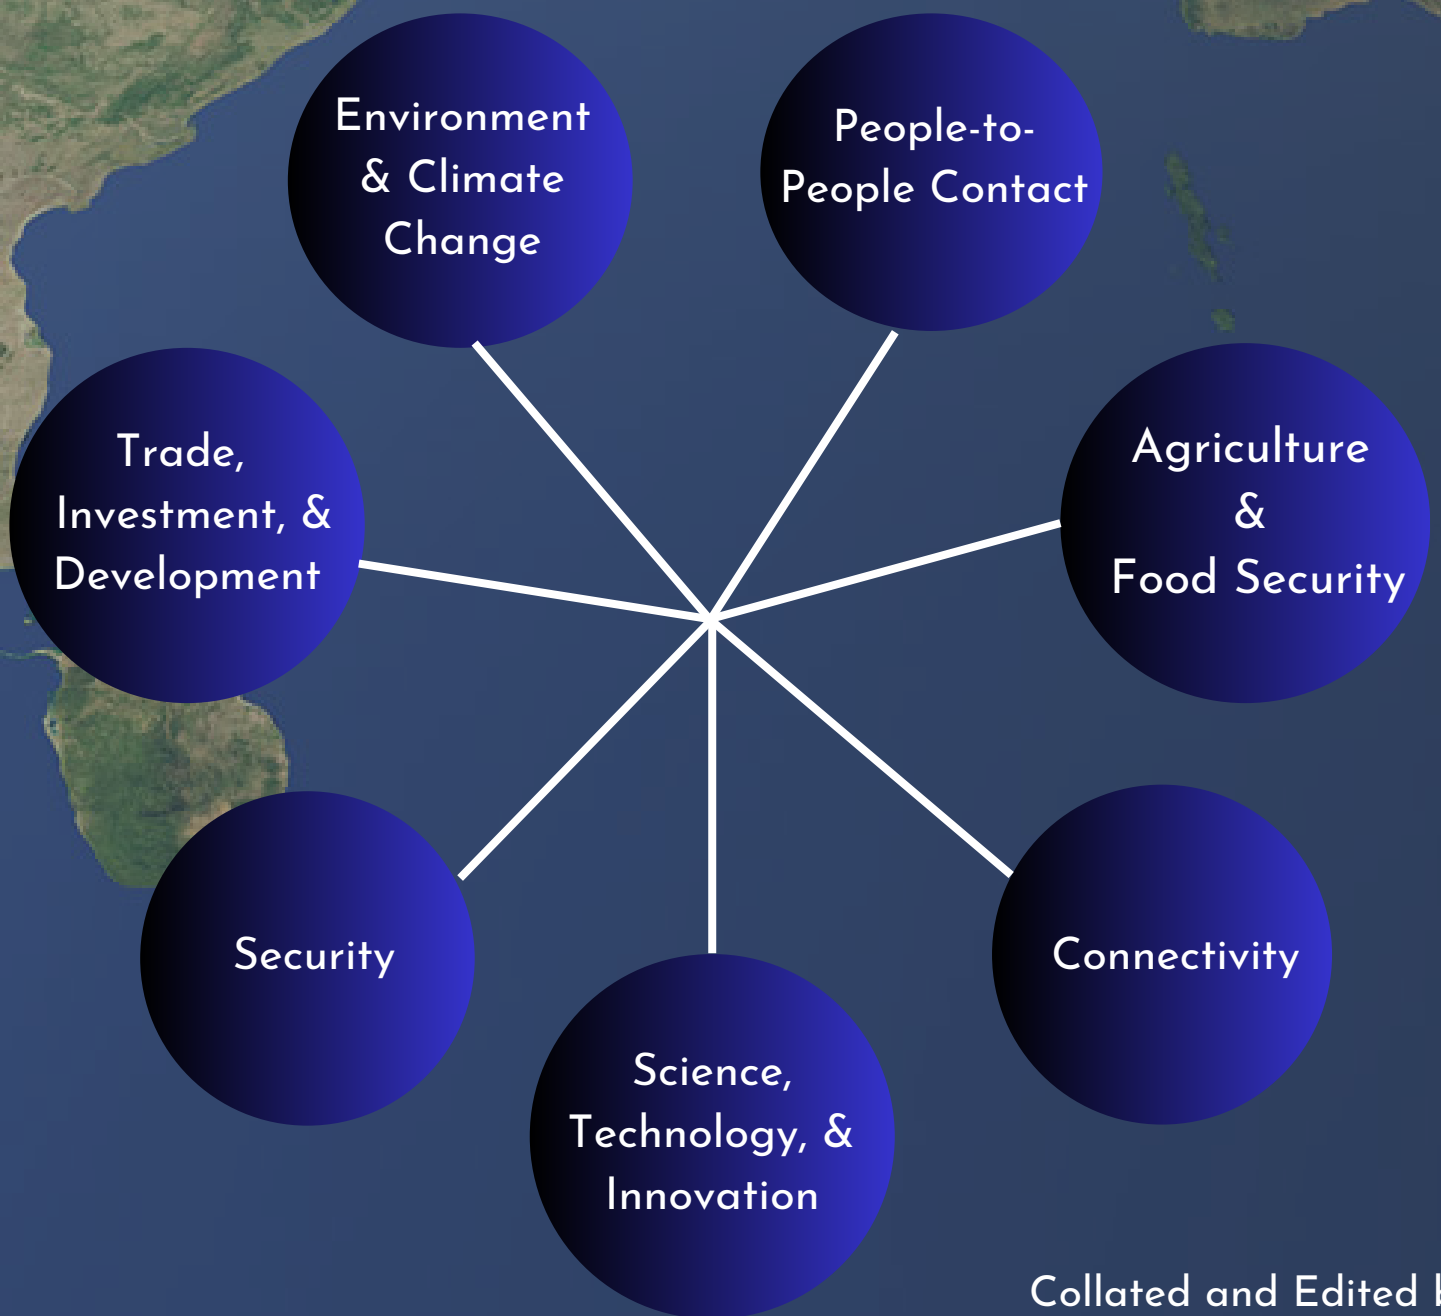 Environment
& Climate
Change
People-to-
People Contact
Trade,
Investment, &
Development
Agriculture
&
Food Security
Security
Connectivity
Science,
Technology, &
Innovation
Collated and Edited